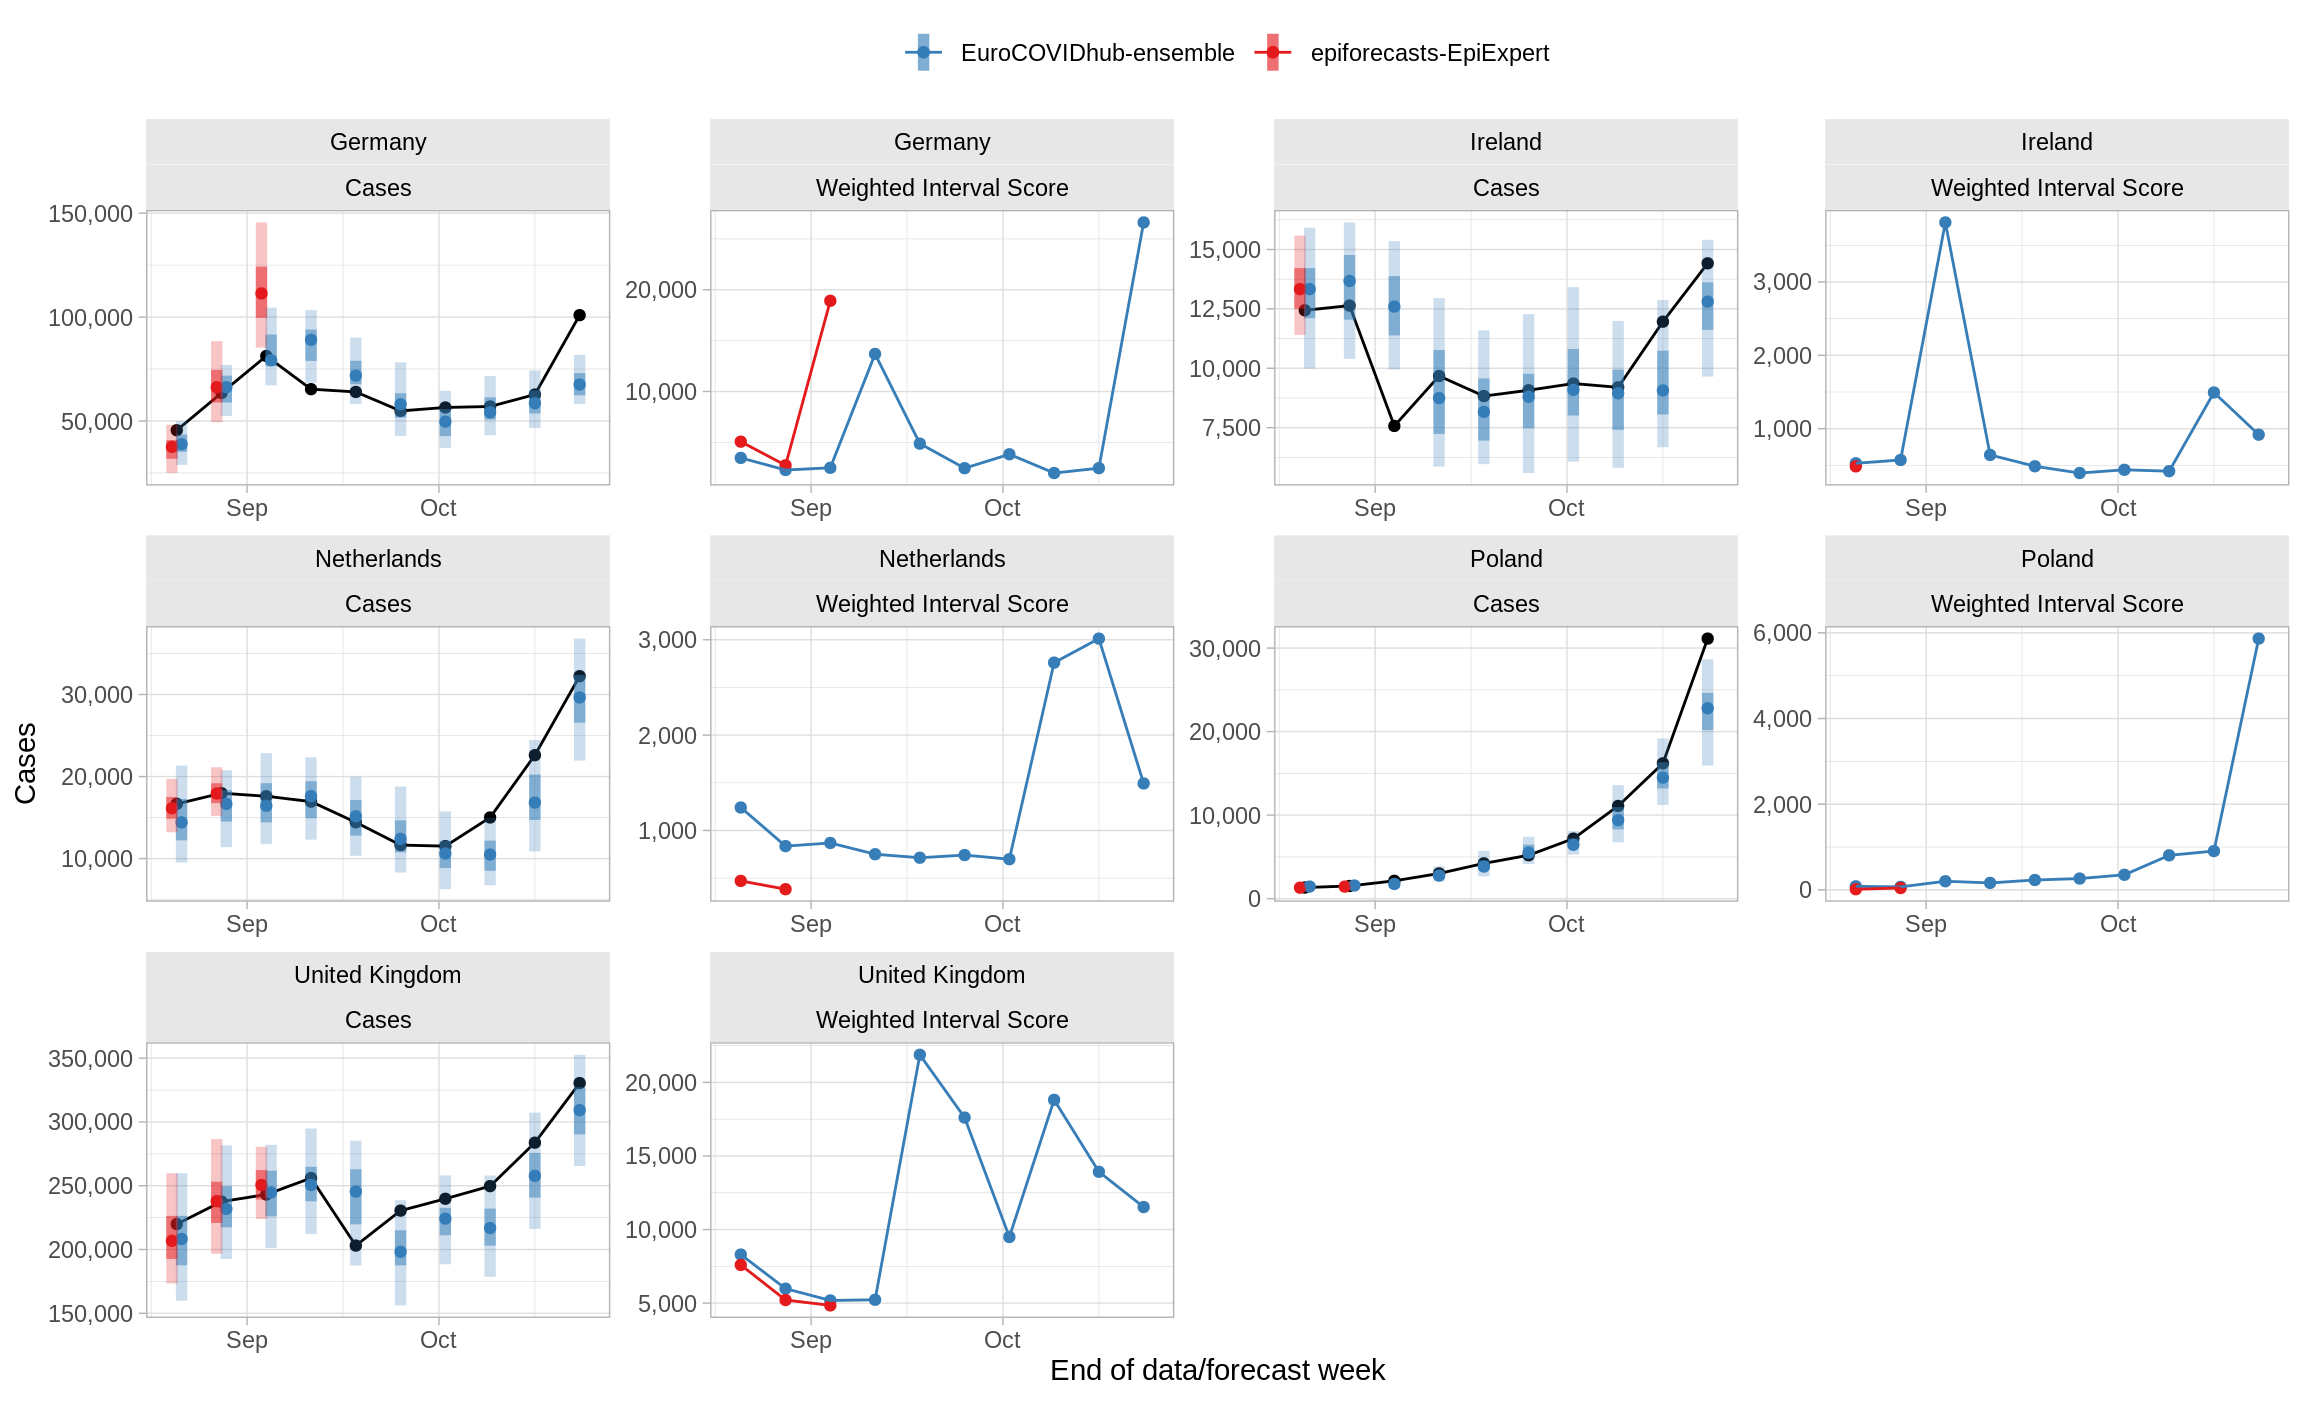 EuroCOVIDhub-ensemble epiforecasts-EpiExpert
Germany
Cases
150,000
100,000
50,000
Sep Oct
Germany
Weighted Interval Score
20,000
10,000
Sep Oct
Ireland
Cases
15,000
12,500
10,000
7,500
Sep Oct
Ireland
Weighted Interval Score
3,000
2,000
1,000
Sep Oct
Cases
Netherlands
Cases
30,000
20,000
10,000
Sep Oct
Netherlands
Weighted Interval Score
3,000
2,000
1,000
Sep Oct
Poland
Cases
30,000
20,000
10,000
0
Sep Oct
Poland
Weighted Interval Score
6,000
4,000
2,000
0
Sep Oct
United Kingdom
Cases
350,000
300,000
250,000
200,000
150,000
Sep Oct
United Kingdom
Weighted Interval Score
20,000
15,000
10,000
5,000
Sep Oct
End of data/forecast week